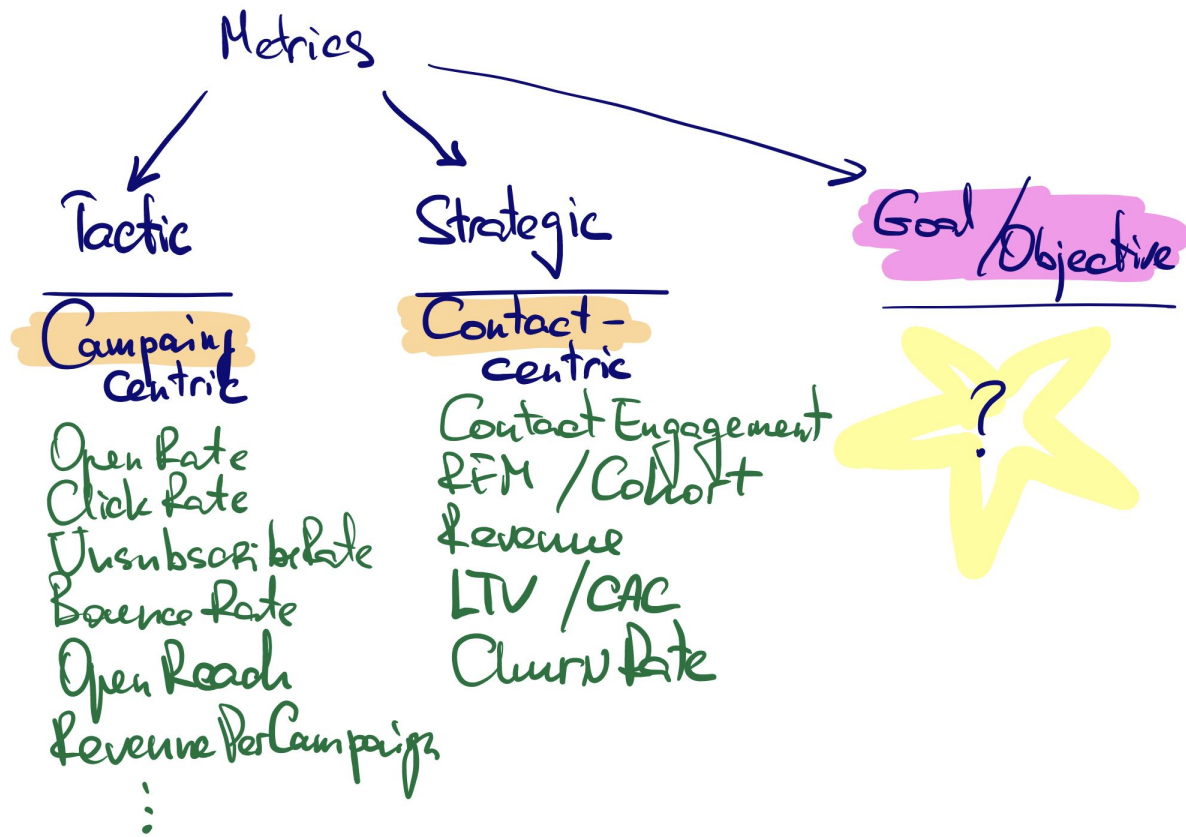 Metrics
Tactic
Campaing
centric
Open Rate
Click Rate
Unsubscribe Rate
Bounce Rate
Open Reach
Revenue Per Campaign
⋮
Strategic
Contact-
centric
Contact Engagement
RFM / Cohort
Revenue
LTV / CAC
Churn Rate
Goal / Objective
?